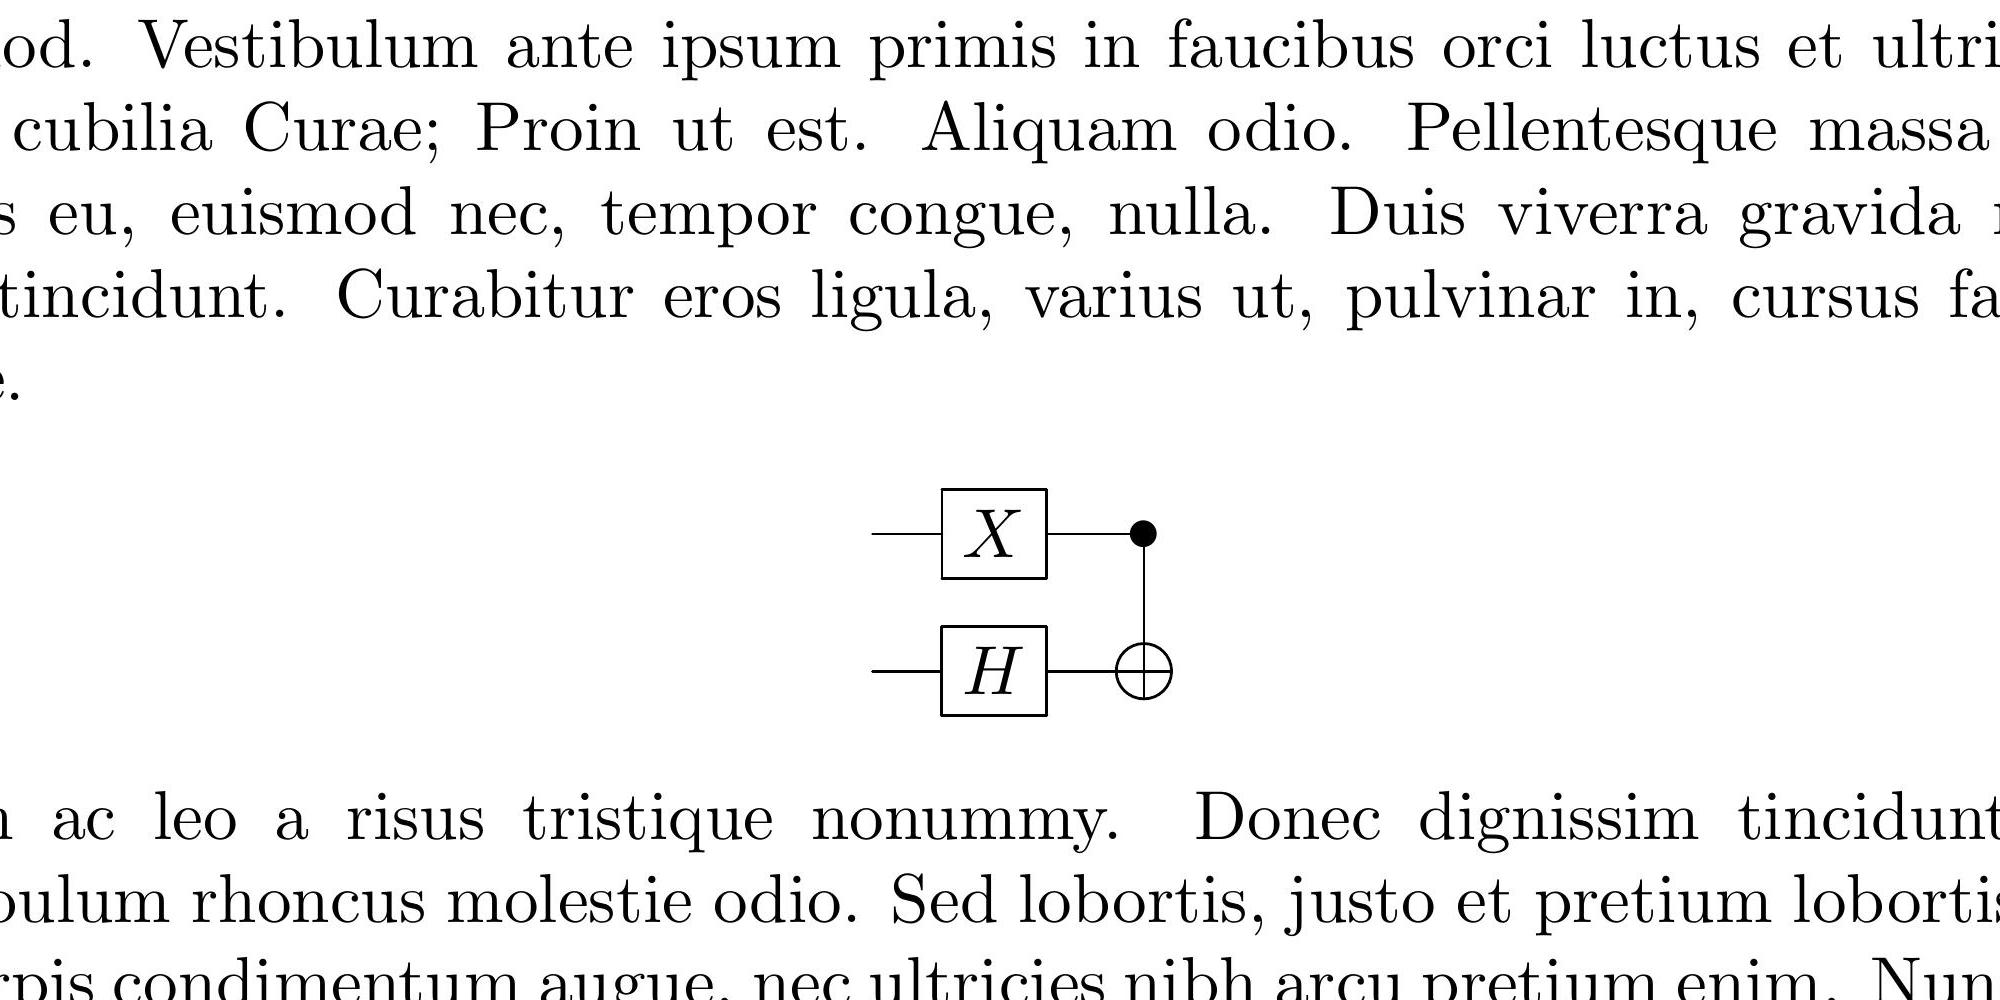 od. Vestibulum ante ipsum primis in faucibus orci luctus et ultri
cubilia Curae; Proin ut est. Aliquam odio. Pellentesque massa
s eu, euismod nec, tempor congue, nulla. Duis viverra gravida
tincidunt. Curabitur eros ligula, varius ut, pulvinar in, cursus fa
e.
X
H
ac leo a risus tristique nonummy. Donec dignissim tincidunt
bulum rhoncus molestie odio. Sed lobortis, justo et pretium lobortis
rpis condimentum augue, nec ultricies nibh arcu pretium enim. Nun